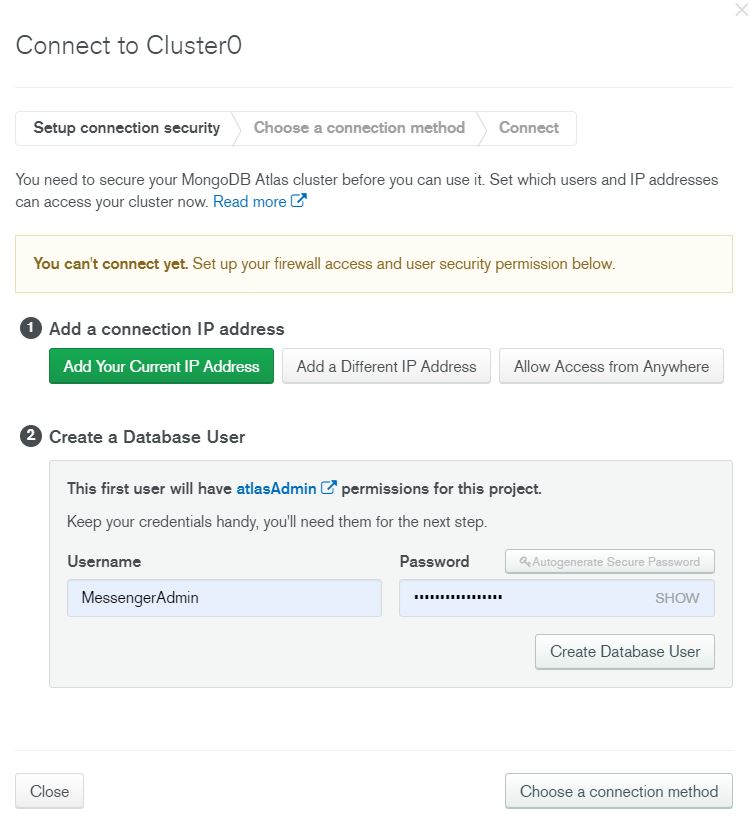 Connect to Cluster0
Setup connection security
Choose a connection method
Connect
You need to secure your MongoDB Atlas cluster before you can use it. Set which users and IP addresses
can access your cluster now. Read more
You can't connect yet. Set up your firewall access and user security permission below.
1 Add a connection IP address
Add Your Current IP Address
Add a Different IP Address
Allow Access from Anywhere
2 Create a Database User
This first user will have atlasAdmin permissions for this project.
Keep your credentials handy, you'll need them for the next step.
Username
Password
Autogenerate Secure Password
MessengerAdmin
•••••••••••••••••
SHOW
Create Database User
Close
Choose a connection method